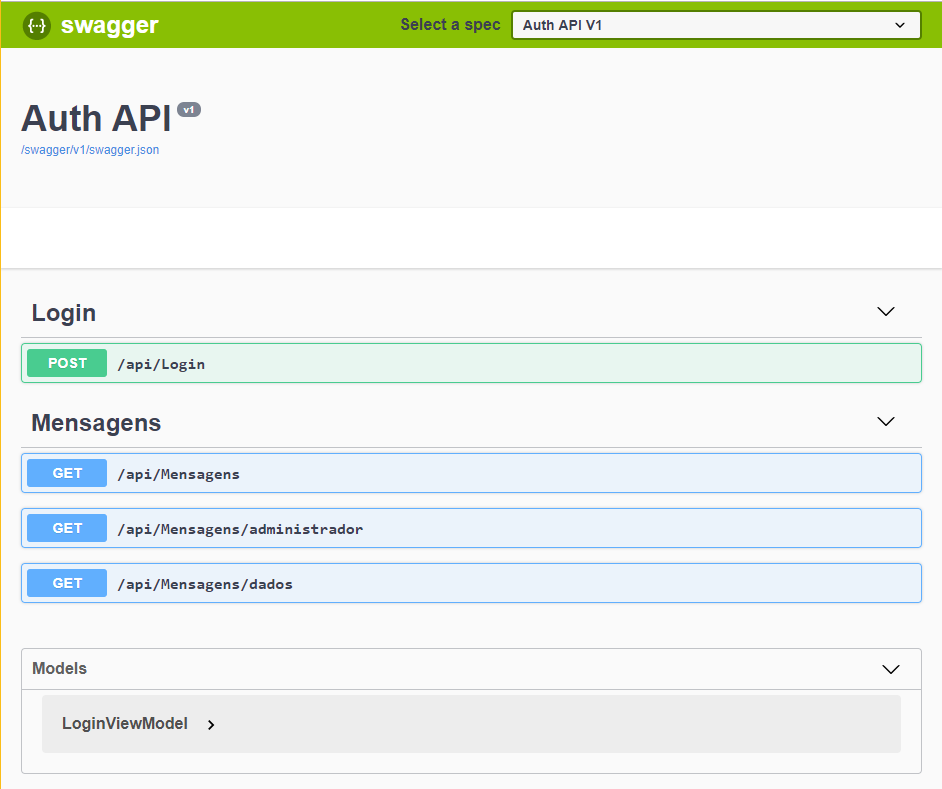 {···} swagger
Select a spec
Auth API V1
Auth API v1
/swagger/v1/swagger.json
Login
POST /api/Login
Mensagens
GET /api/Mensagens
GET /api/Mensagens/administrador
GET /api/Mensagens/dados
Models
LoginViewModel